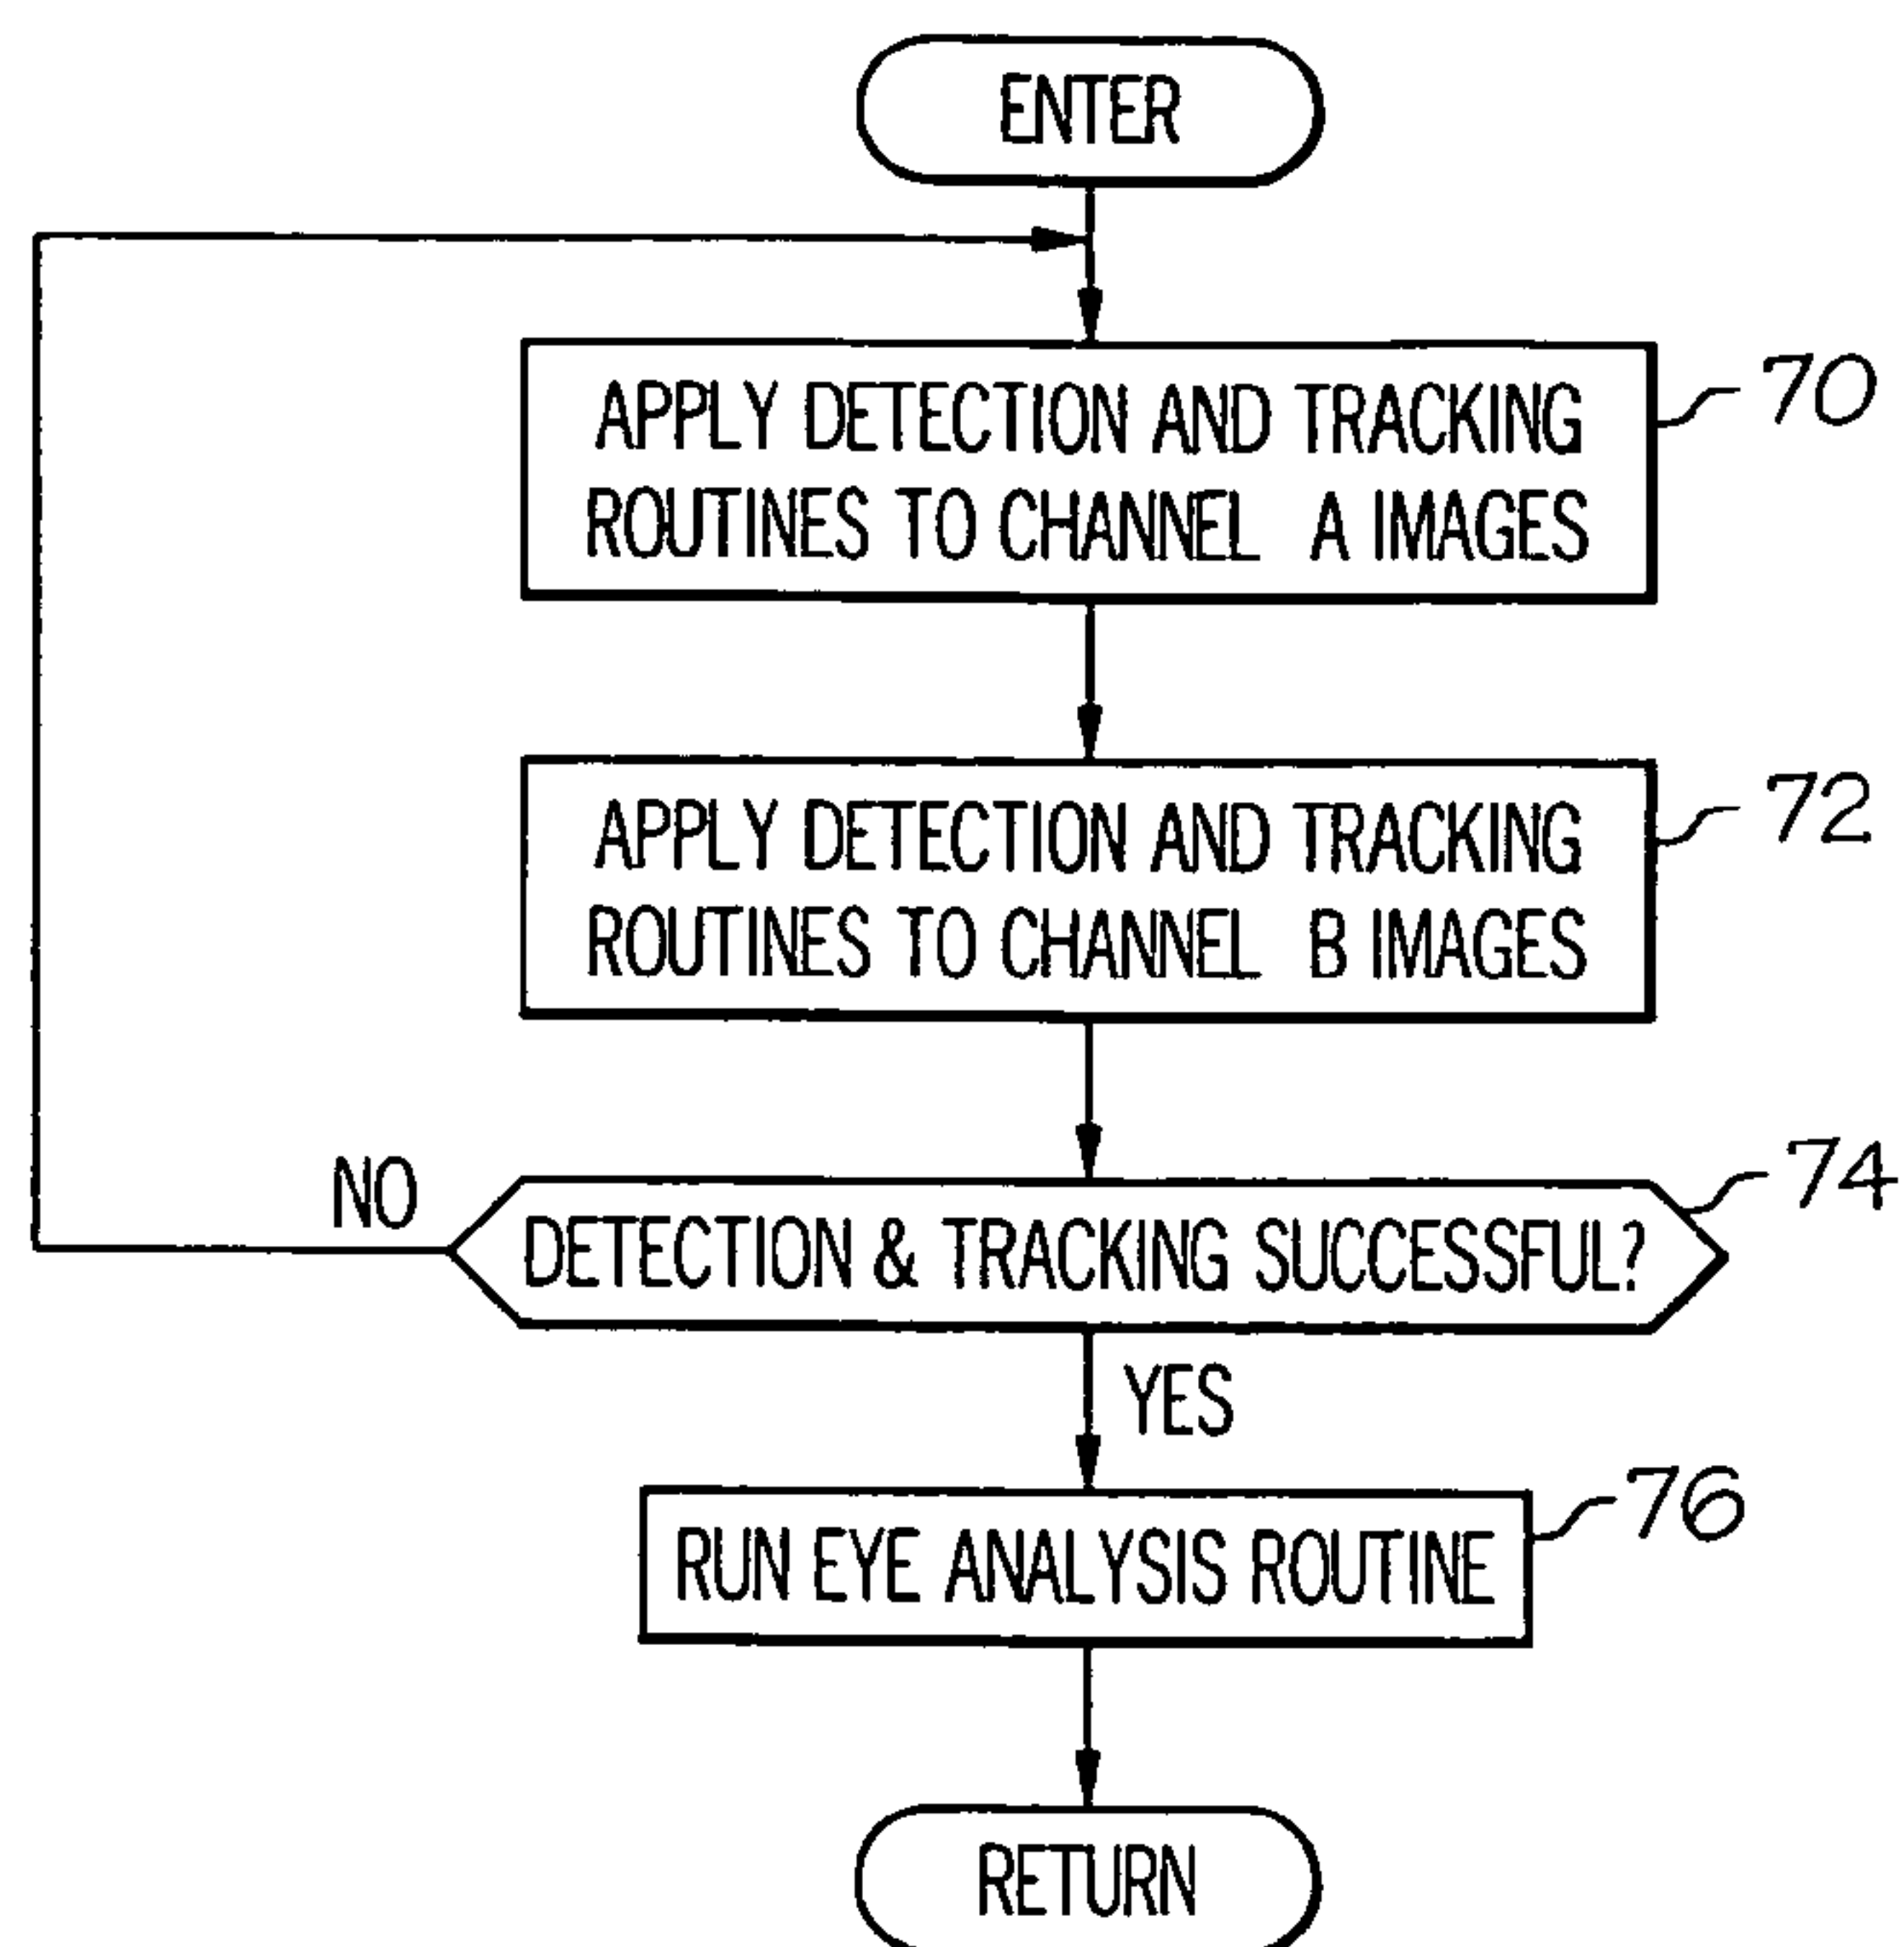 ENTER
APPLY DETECTION AND TRACKING
ROUTINES TO CHANNEL A IMAGES
70
APPLY DETECTION AND TRACKING
ROUTINES TO CHANNEL B IMAGES
72
NO
DETECTION & TRACKING SUCCESSFUL?
74
YES
RUN EYE ANALYSIS ROUTINE
76
RETURN